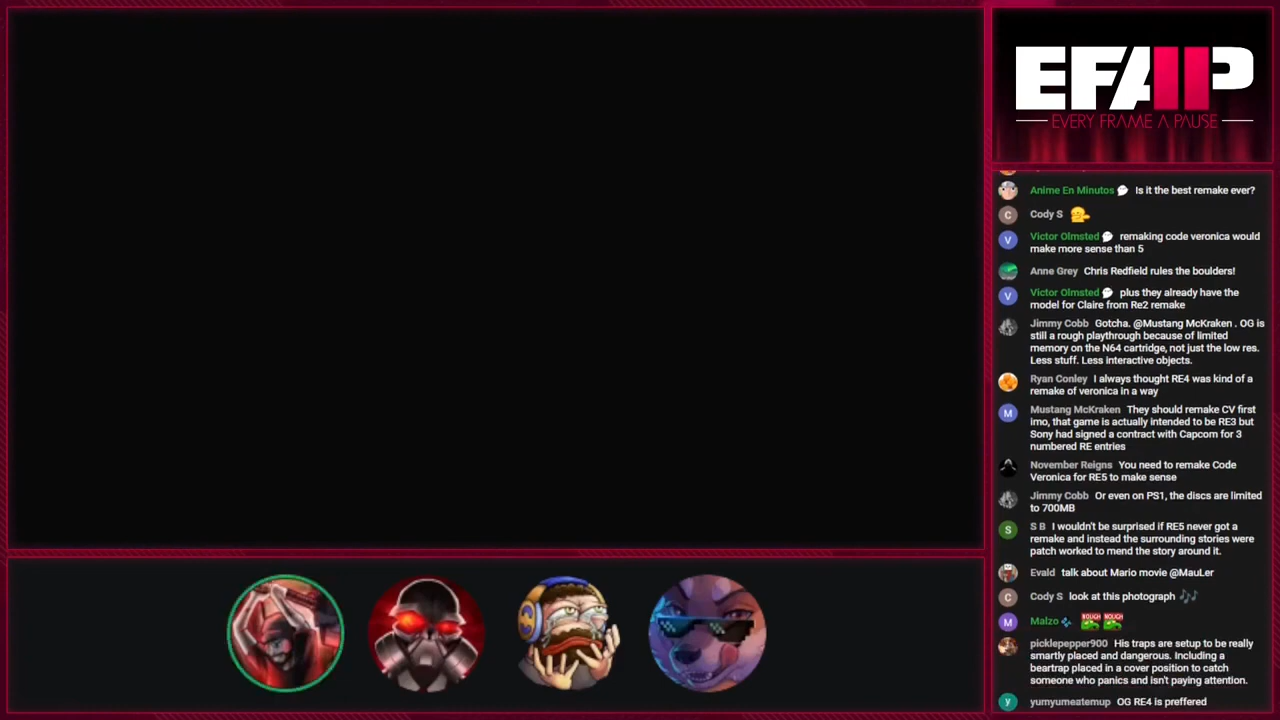 EFAP
EVERY FRAME A PAUSE
Anime En Minutos Is it the best remake ever?
C Cody S
V Victor Olmsted remaking code veronica would
make more sense than 5
Anne Grey Chris Redfield rules the boulders!
V Victor Olmsted plus they already have the
model for Claire from Re2 remake
Jimmy Cobb Gotcha. @Mustang McKraken . OG is
still a rough playthrough because of limited
memory on the N64 cartridge, not just the low res.
Less stuff. Less interactive objects.
Ryan Conley I always thought RE4 was kind of a
remake of veronica in a way
M Mustang McKraken They should remake CV first
imo, that game is actually intended to be RE3 but
Sony had signed a contract with Capcom for 3
numbered RE entries
November Reigns You need to remake Code
Veronica for RE5 to make sense
Jimmy Cobb Or even on PS1, the discs are limited
to 700MB
S S B I wouldn't be surprised if RE5 never got a
remake and instead the surrounding stories were
patch worked to mend the story around it.
Evald talk about Mario movie @MauLer
C Cody S look at this photograph
M Malzo
picklepepper900 His traps are setup to be really
smartly placed and dangerous. Including a
beartrap placed in a cover position to catch
someone who panics and isn't paying attention.
y yumyumeatemup OG RE4 is preffered